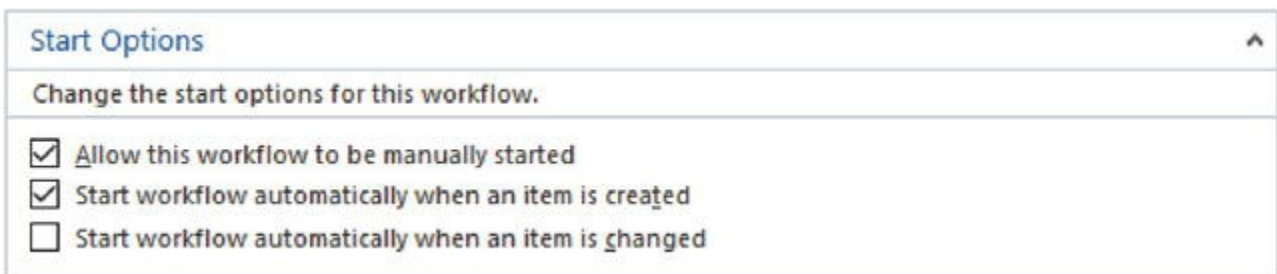 Start Options
Change the start options for this workflow.
Allow this workflow to be manually started
Start workflow automatically when an item is created
Start workflow automatically when an item is changed